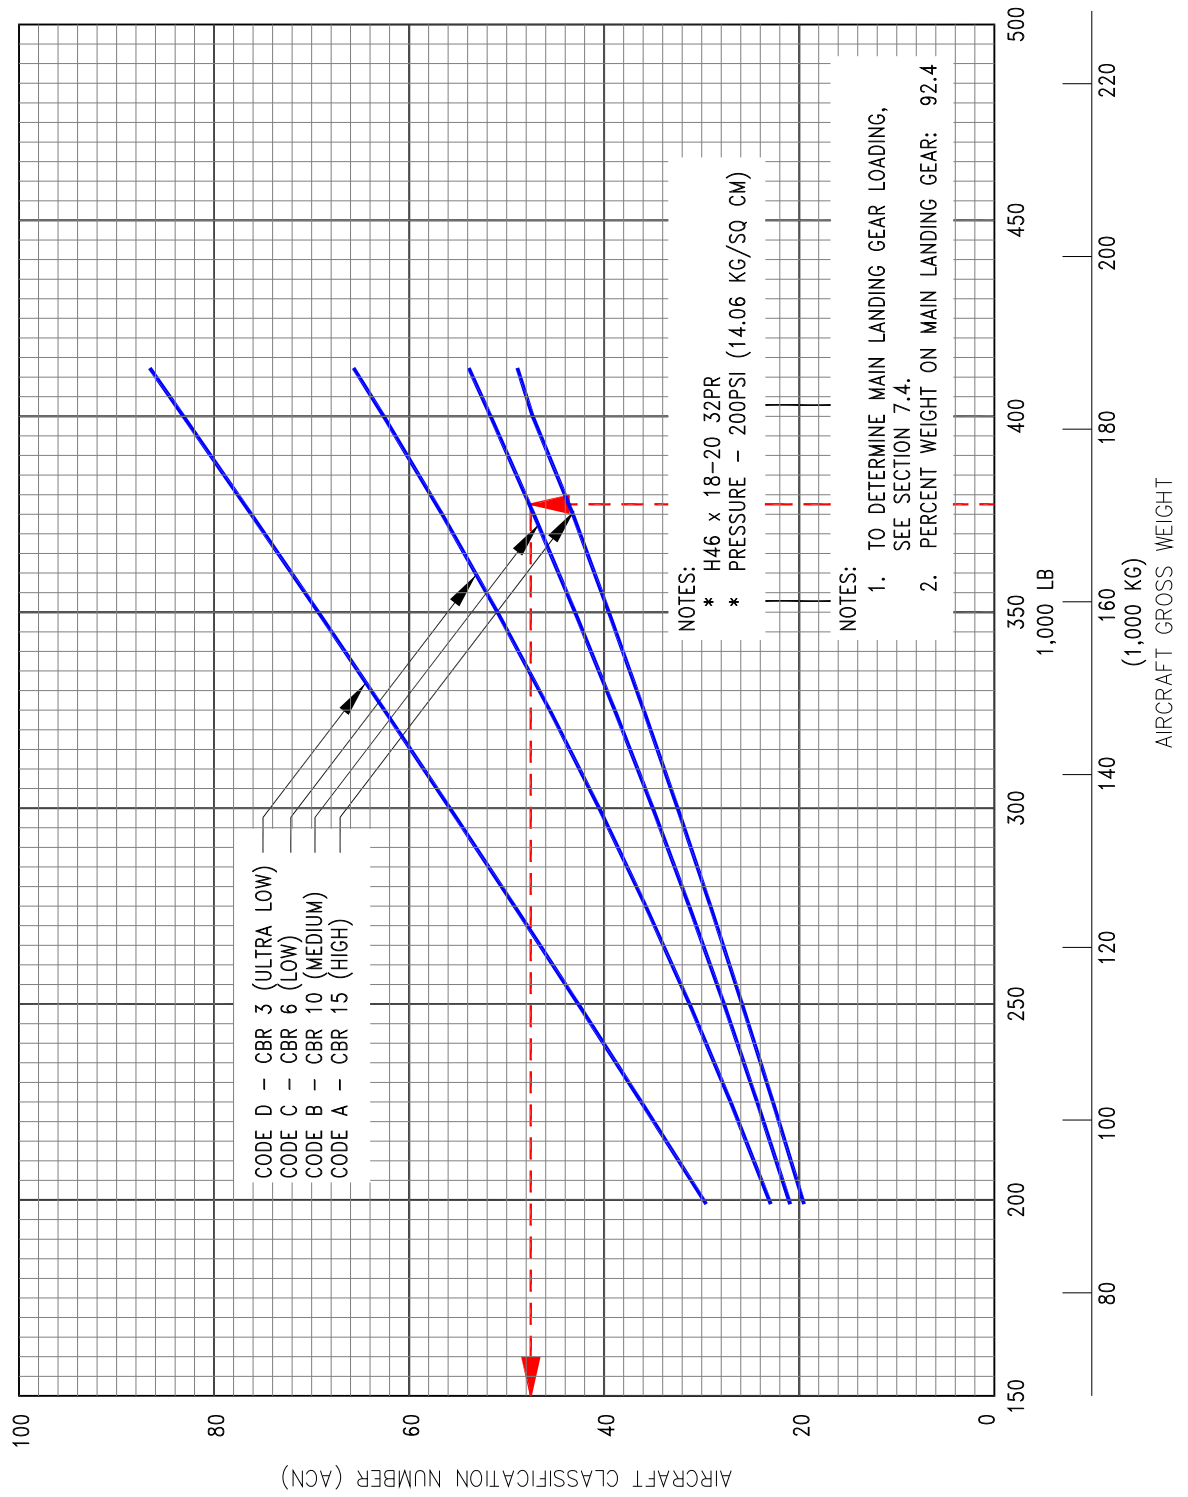 100
80
60
40
20
0
AIRCRAFT CLASSIFICATION NUMBER (ACN)
CODE D - CBR 3 (ULTRA LOW)
CODE C - CBR 6 (LOW)
CODE B - CBR 10 (MEDIUM)
CODE A - CBR 15 (HIGH)
NOTES:
* H46 x 18-20 32PR
* PRESSURE - 200PSI (14.06 KG/SQ CM)
NOTES:
1. TO DETERMINE MAIN LANDING GEAR LOADING,
SEE SECTION 7.4.
2. PERCENT WEIGHT ON MAIN LANDING GEAR: 92.4
150 200 250 300 350 400 450 500
1,000 LB
80 100 120 140 160 180 200 220
(1,000 KG)
AIRCRAFT GROSS WEIGHT